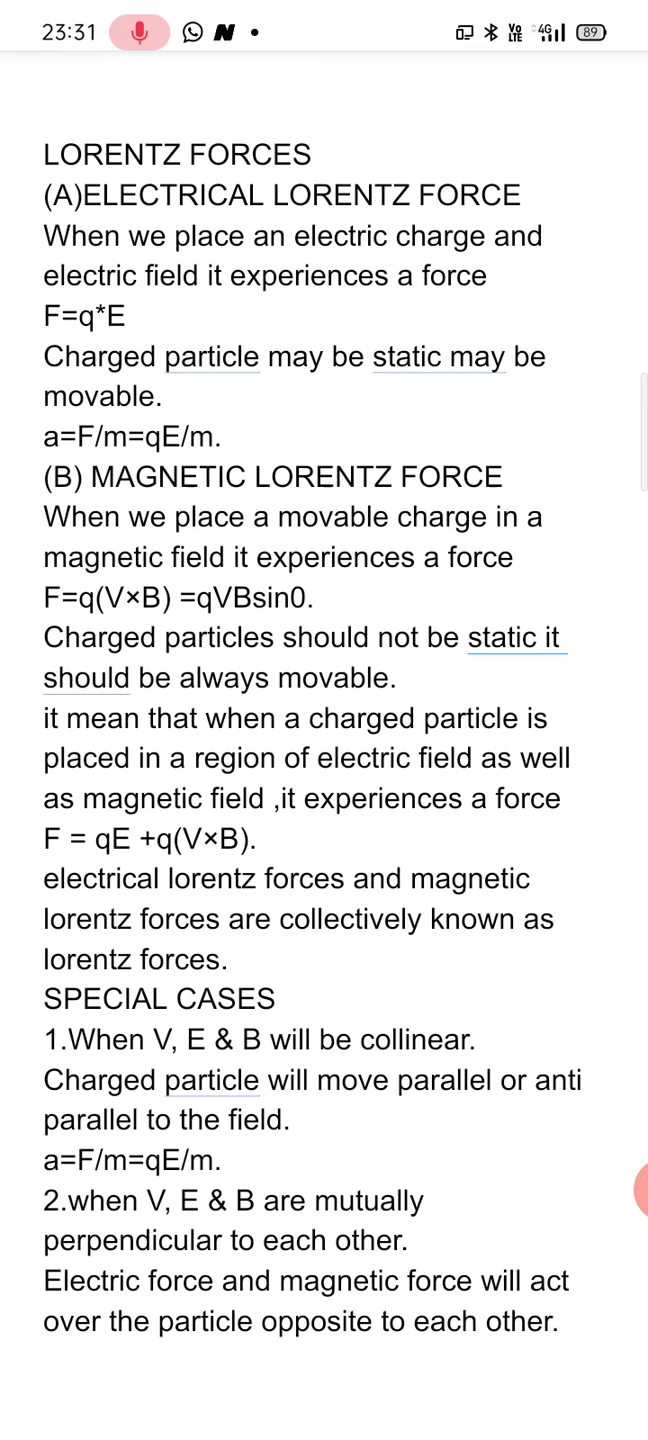 23:31
N
Vo LTE 4G 89
LORENTZ FORCES
(A)ELECTRICAL LORENTZ FORCE
When we place an electric charge and
electric field it experiences a force
F=q*E
Charged particle may be static may be
movable.
a=F/m=qE/m.
(B) MAGNETIC LORENTZ FORCE
When we place a movable charge in a
magnetic field it experiences a force
F=q(V×B) =qVBsin0.
Charged particles should not be static it
should be always movable.
it mean that when a charged particle is
placed in a region of electric field as well
as magnetic field ,it experiences a force
F = qE +q(V×B).
electrical lorentz forces and magnetic
lorentz forces are collectively known as
lorentz forces.
SPECIAL CASES
1.When V, E & B will be collinear.
Charged particle will move parallel or anti
parallel to the field.
a=F/m=qE/m.
2.when V, E & B are mutually
perpendicular to each other.
Electric force and magnetic force will act
over the particle opposite to each other.